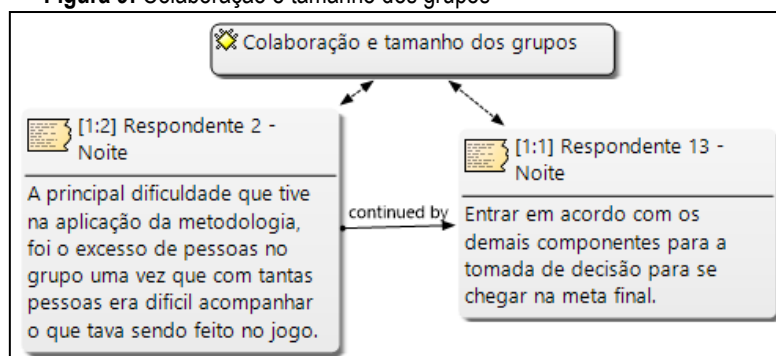 Colaboração e tamanho dos grupos
Colaboração e tamanho dos grupos
[1:2] Respondente 2 -
Noite
A principal dificuldade que tive
na aplicação da metodologia,
foi o excesso de pessoas no
grupo uma vez que com tantas
pessoas era dificil acompanhar
o que tava sendo feito no jogo.
continued by
[1:1] Respondente 13 -
Noite
Entrar em acordo com os
demais componentes para a
tomada de decisão para se
chegar na meta final.